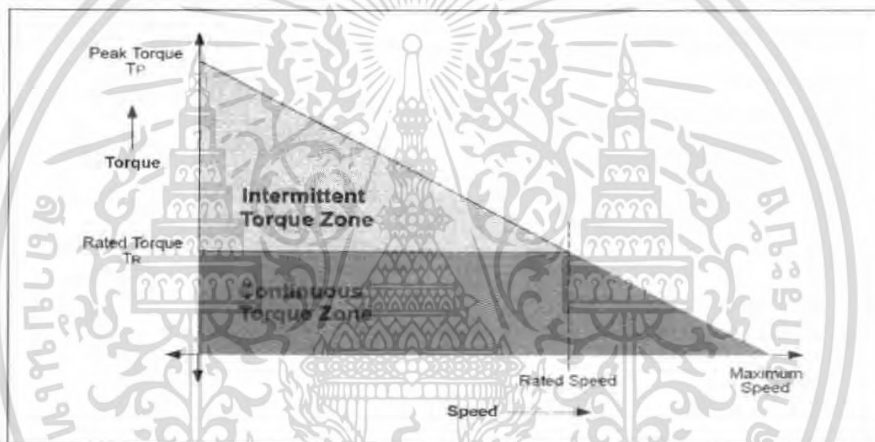 Peak Torque
TP
Torque
Intermittent
Torque Zone
Rated Torque
TR
Continuous
Torque Zone
Rated Speed
Maximum
Speed
Speed